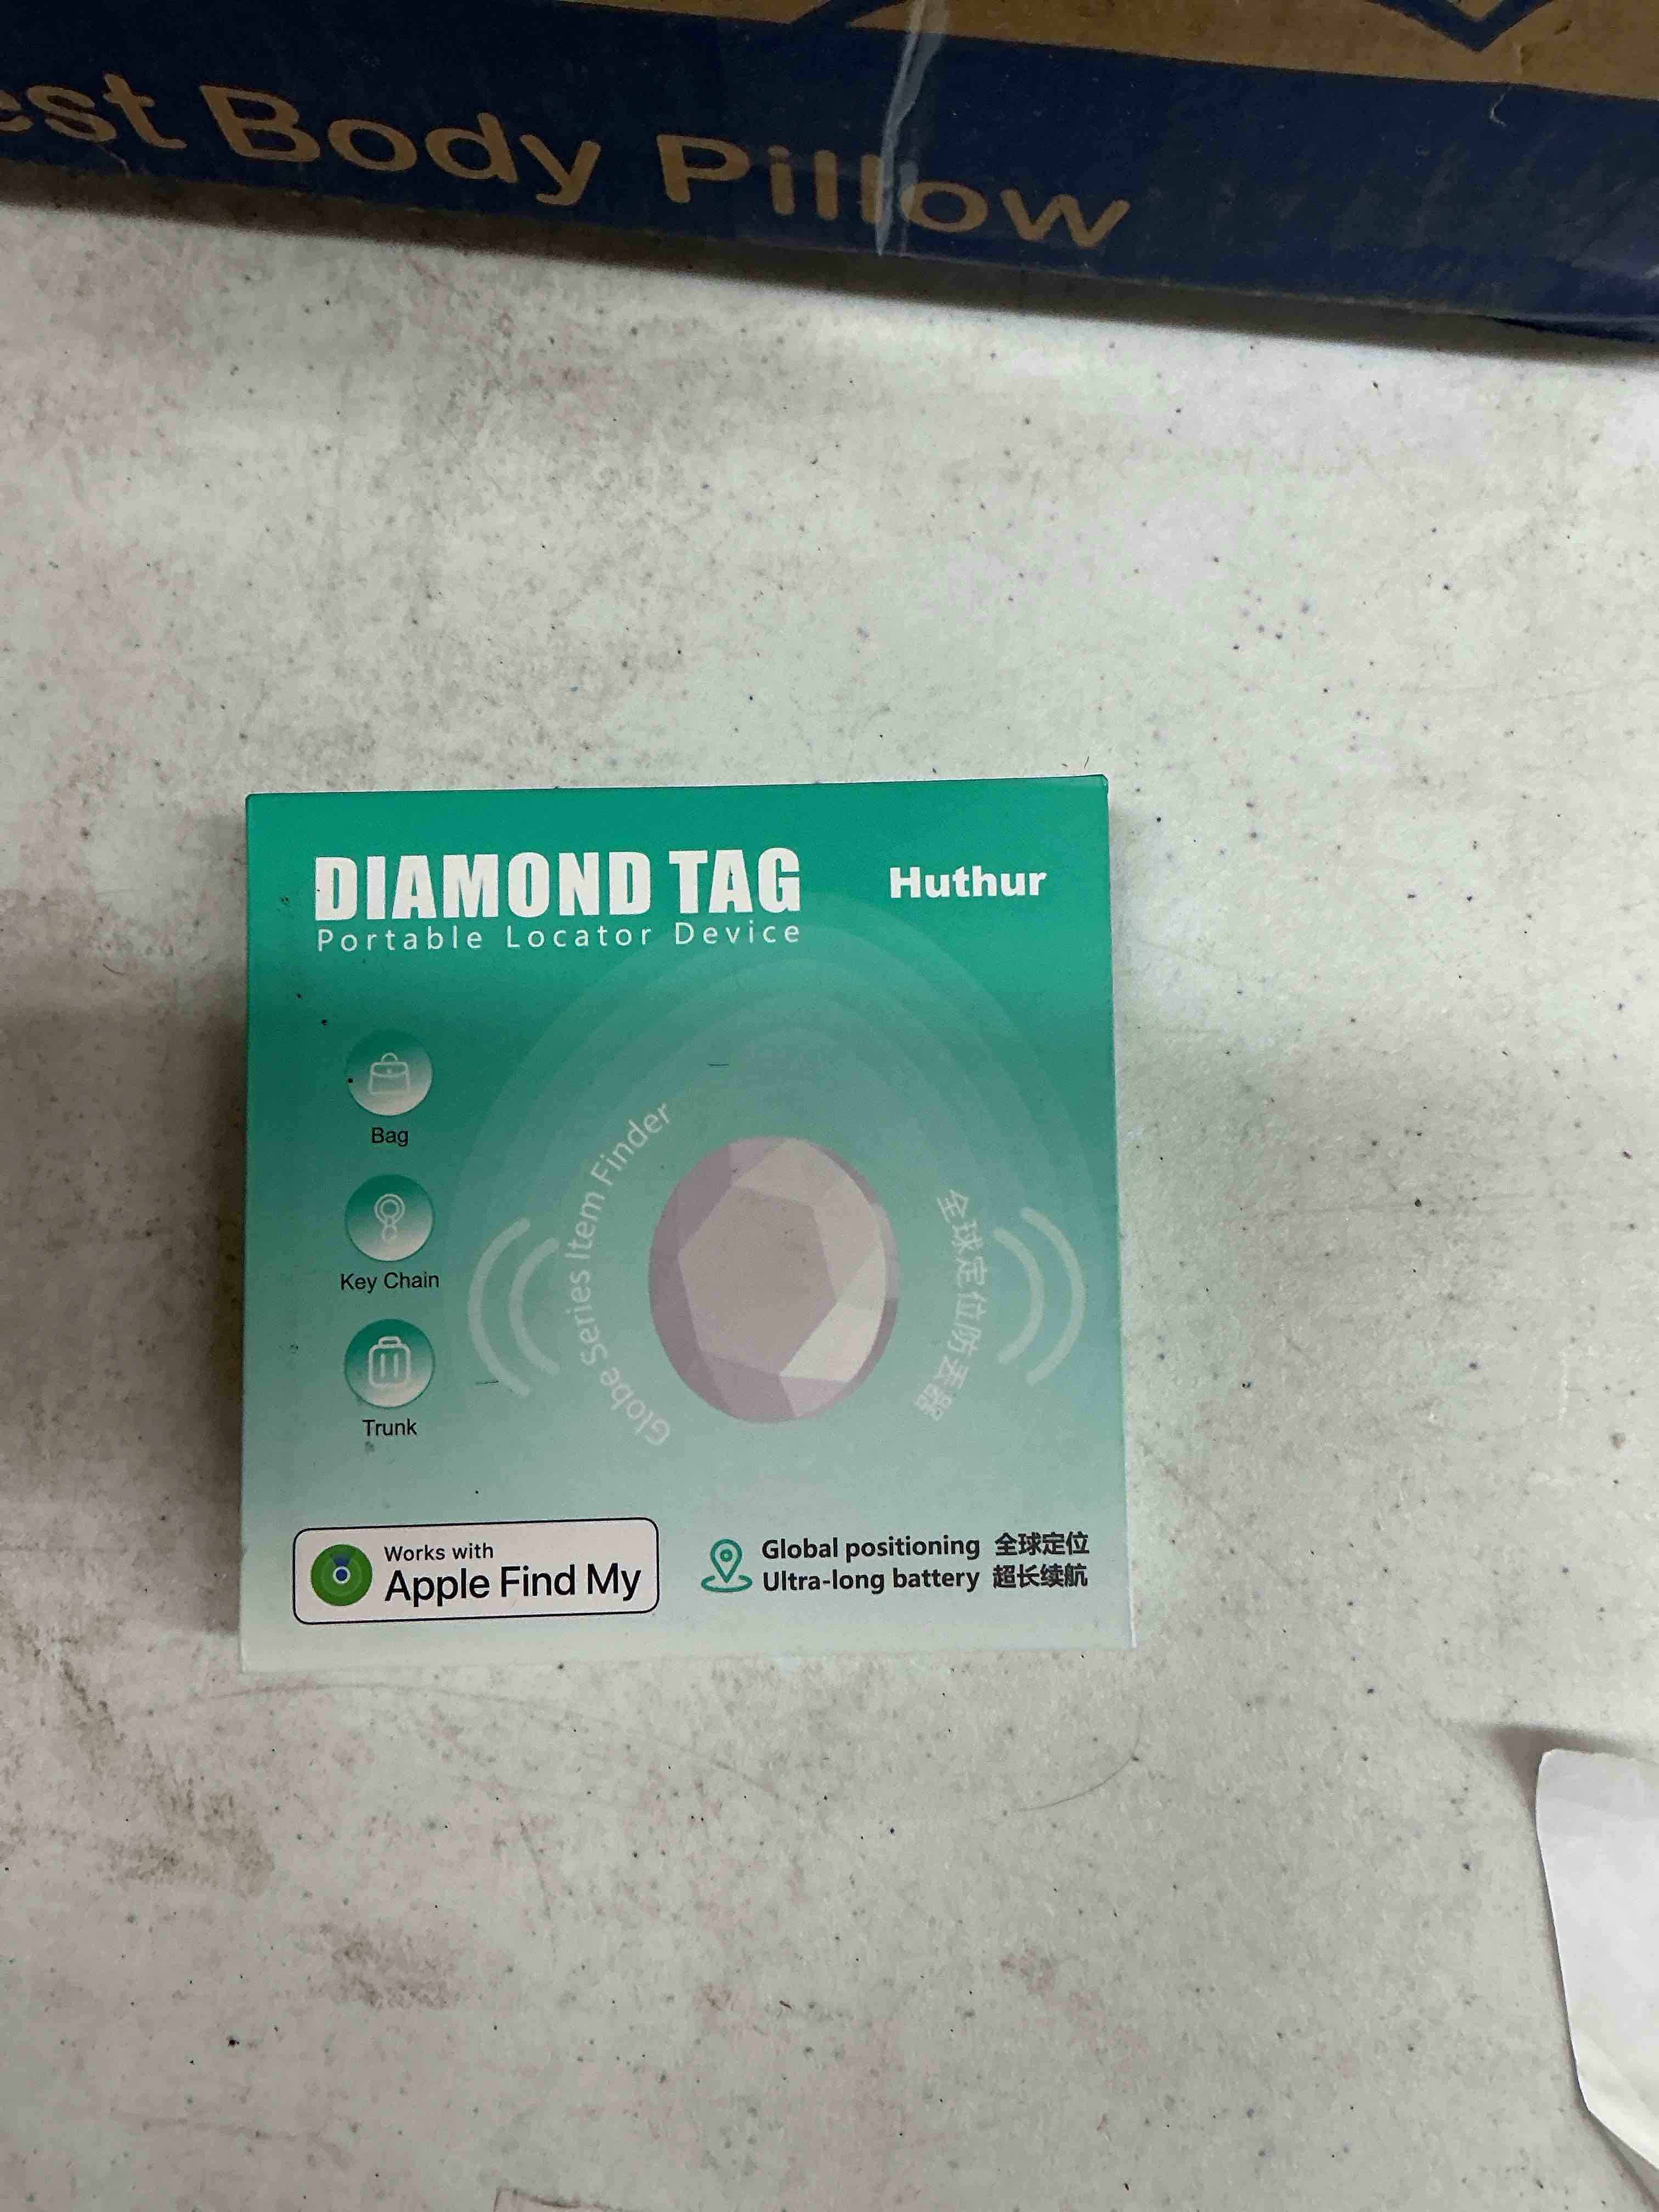 est Body Pillow
DIAMOND TAG
Portable Locator Device
Huthur
Bag
Key Chain
Trunk
Globe Series Item Finder
全球定位防丢器
Works with
Apple Find My
Global positioning 全球定位
Ultra-long battery 超长续航